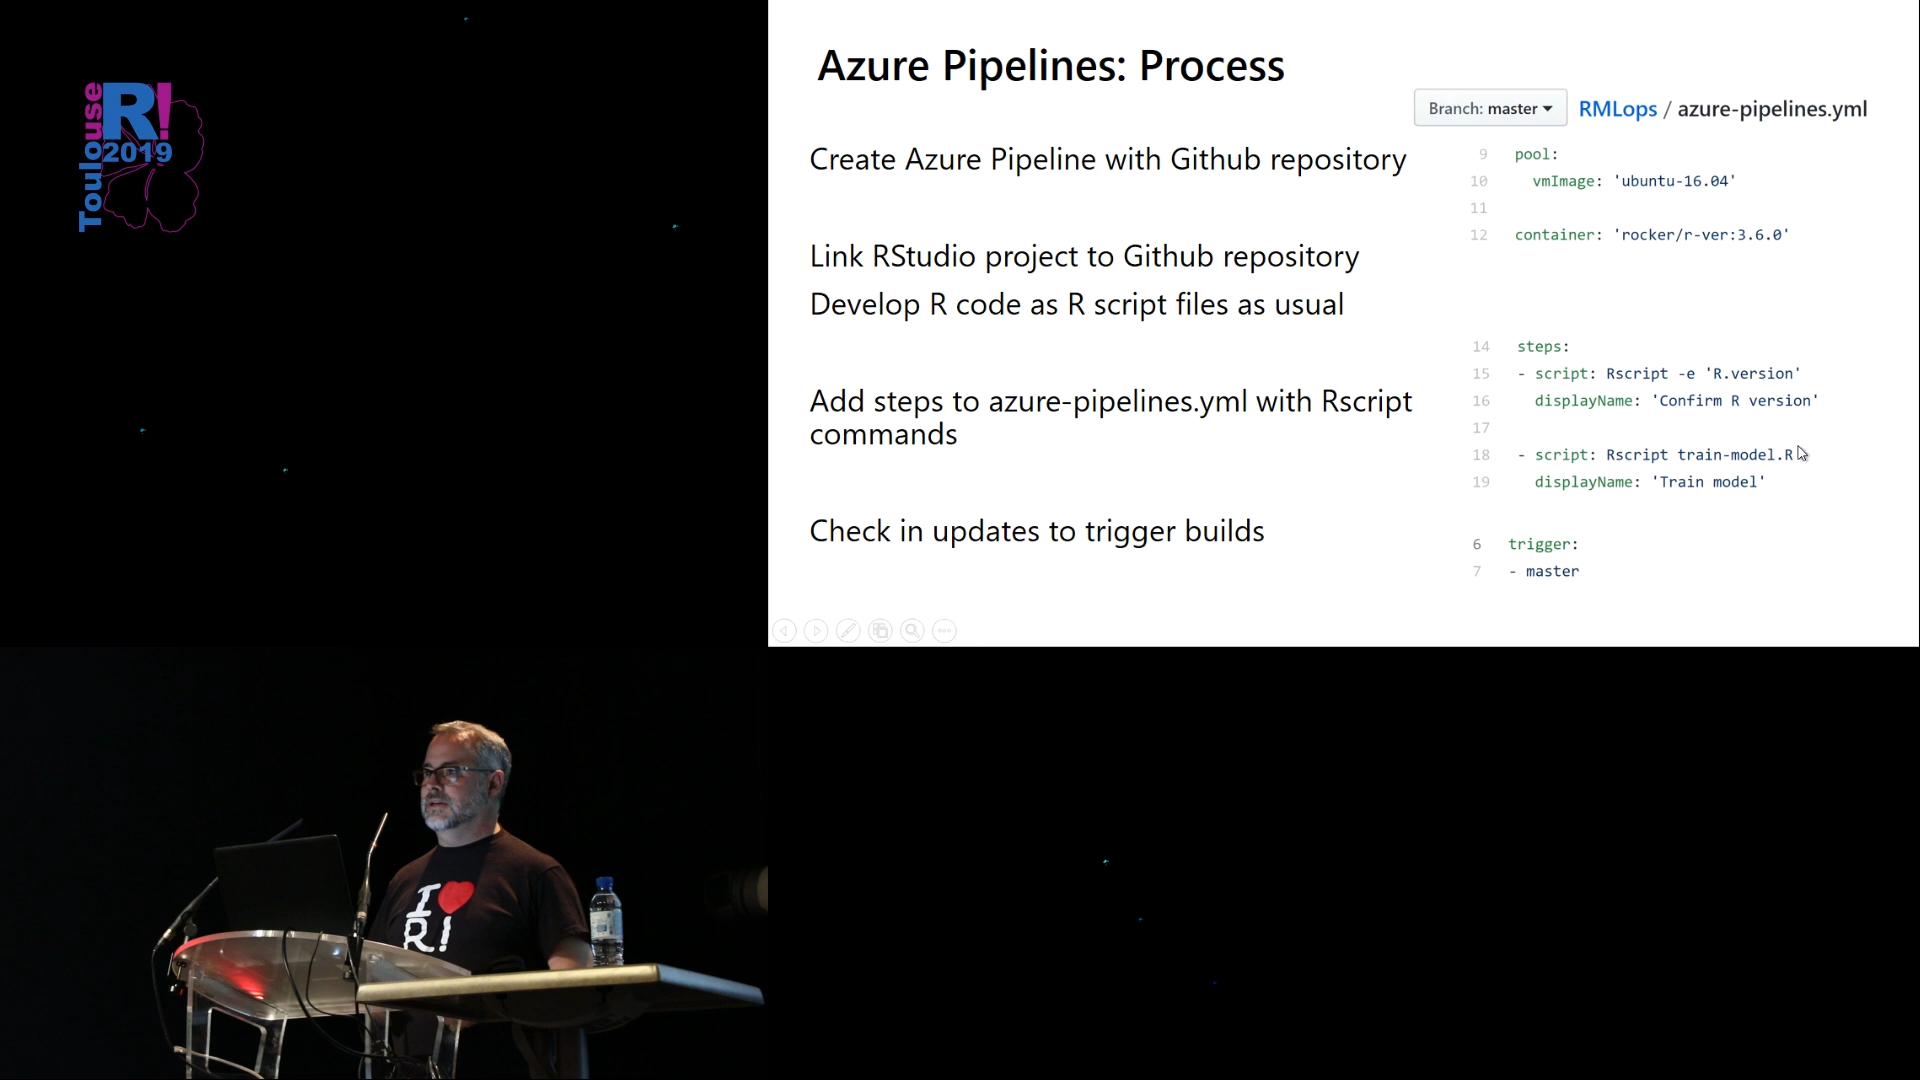 Toulouse
R!
2019
Azure Pipelines: Process
Branch: master
RMLops / azure-pipelines.yml
Create Azure Pipeline with Github repository
9 pool:
10 vmImage: 'ubuntu-16.04'
11
12 container: 'rocker/r-ver:3.6.0'
Link RStudio project to Github repository
Develop R code as R script files as usual
14 steps:
15 - script: Rscript -e 'R.version'
16 displayName: 'Confirm R version'
17
18 - script: Rscript train-model.R
19 displayName: 'Train model'
Add steps to azure-pipelines.yml with Rscript
commands
Check in updates to trigger builds
6 trigger:
7 - master
I
R!